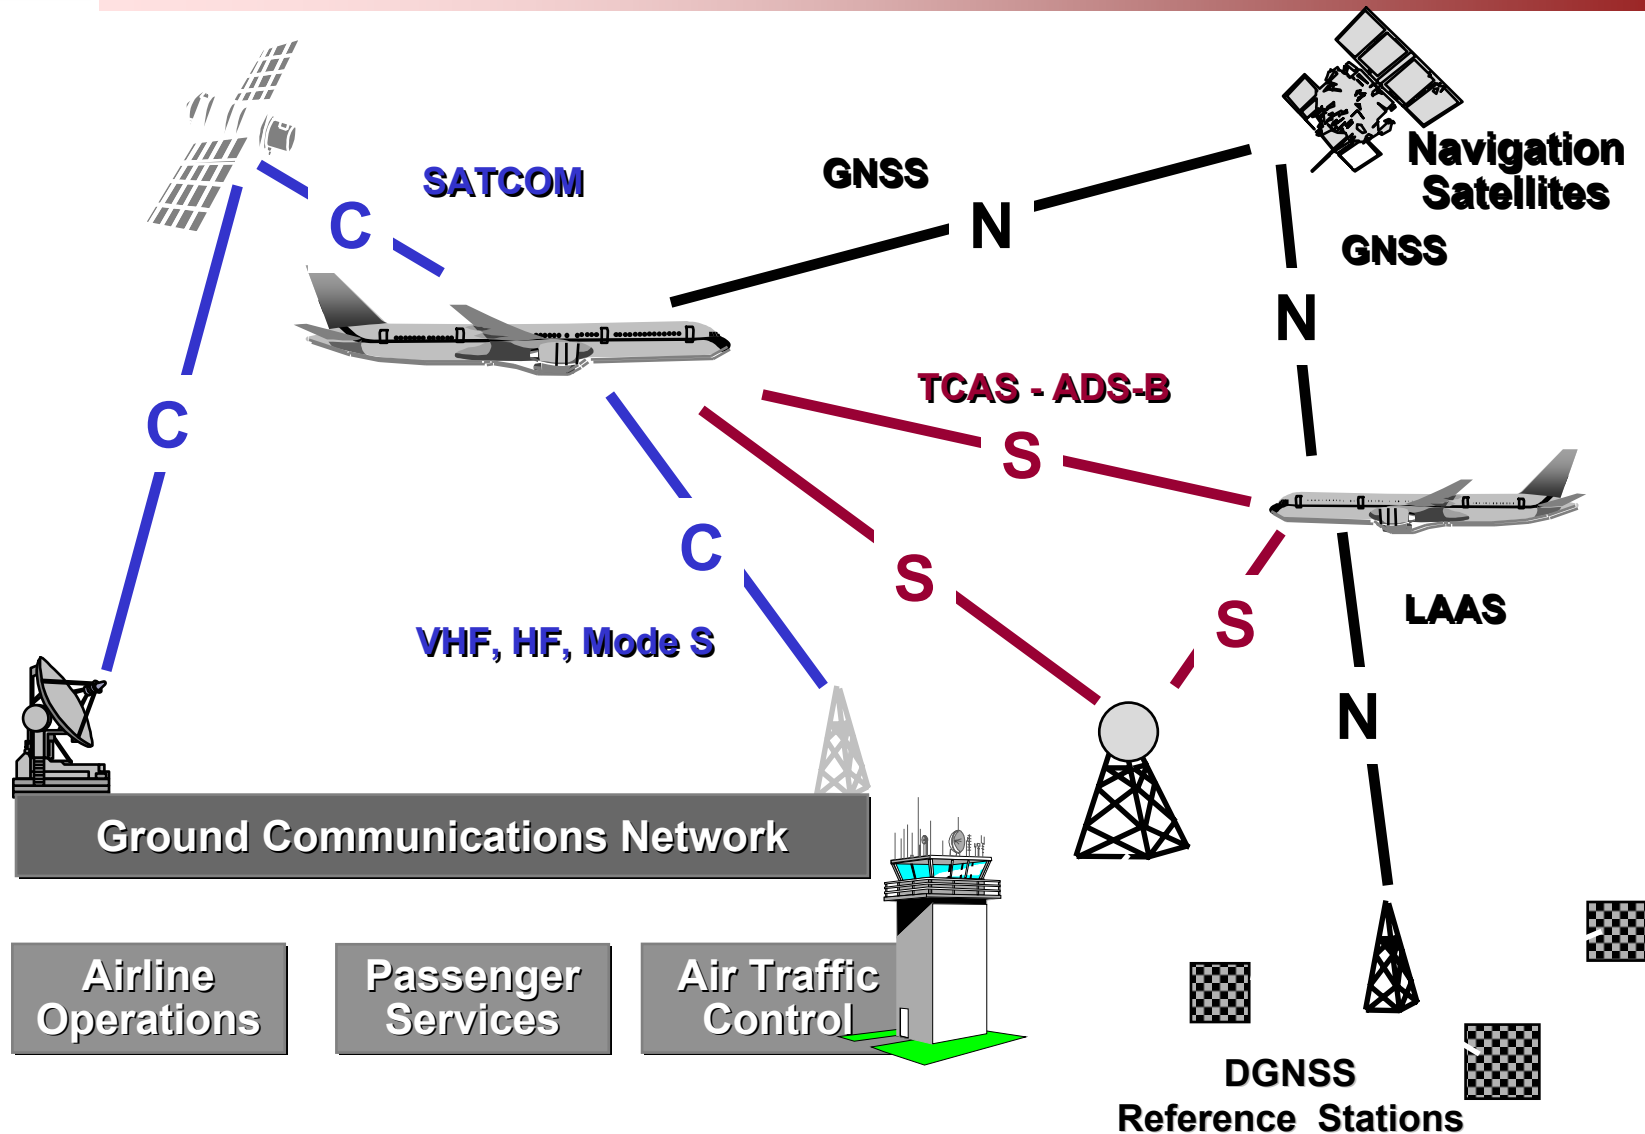 Navigation
Satellites
SATCOM
GNSS
C
N
GNSS
N
TCAS - ADS-B
C
S
C
S
S
LAAS
VHF, HF, Mode S
N
Ground Communications Network
Airline
Operations
Passenger
Services
Air Traffic
Control
DGNSS
Reference Stations